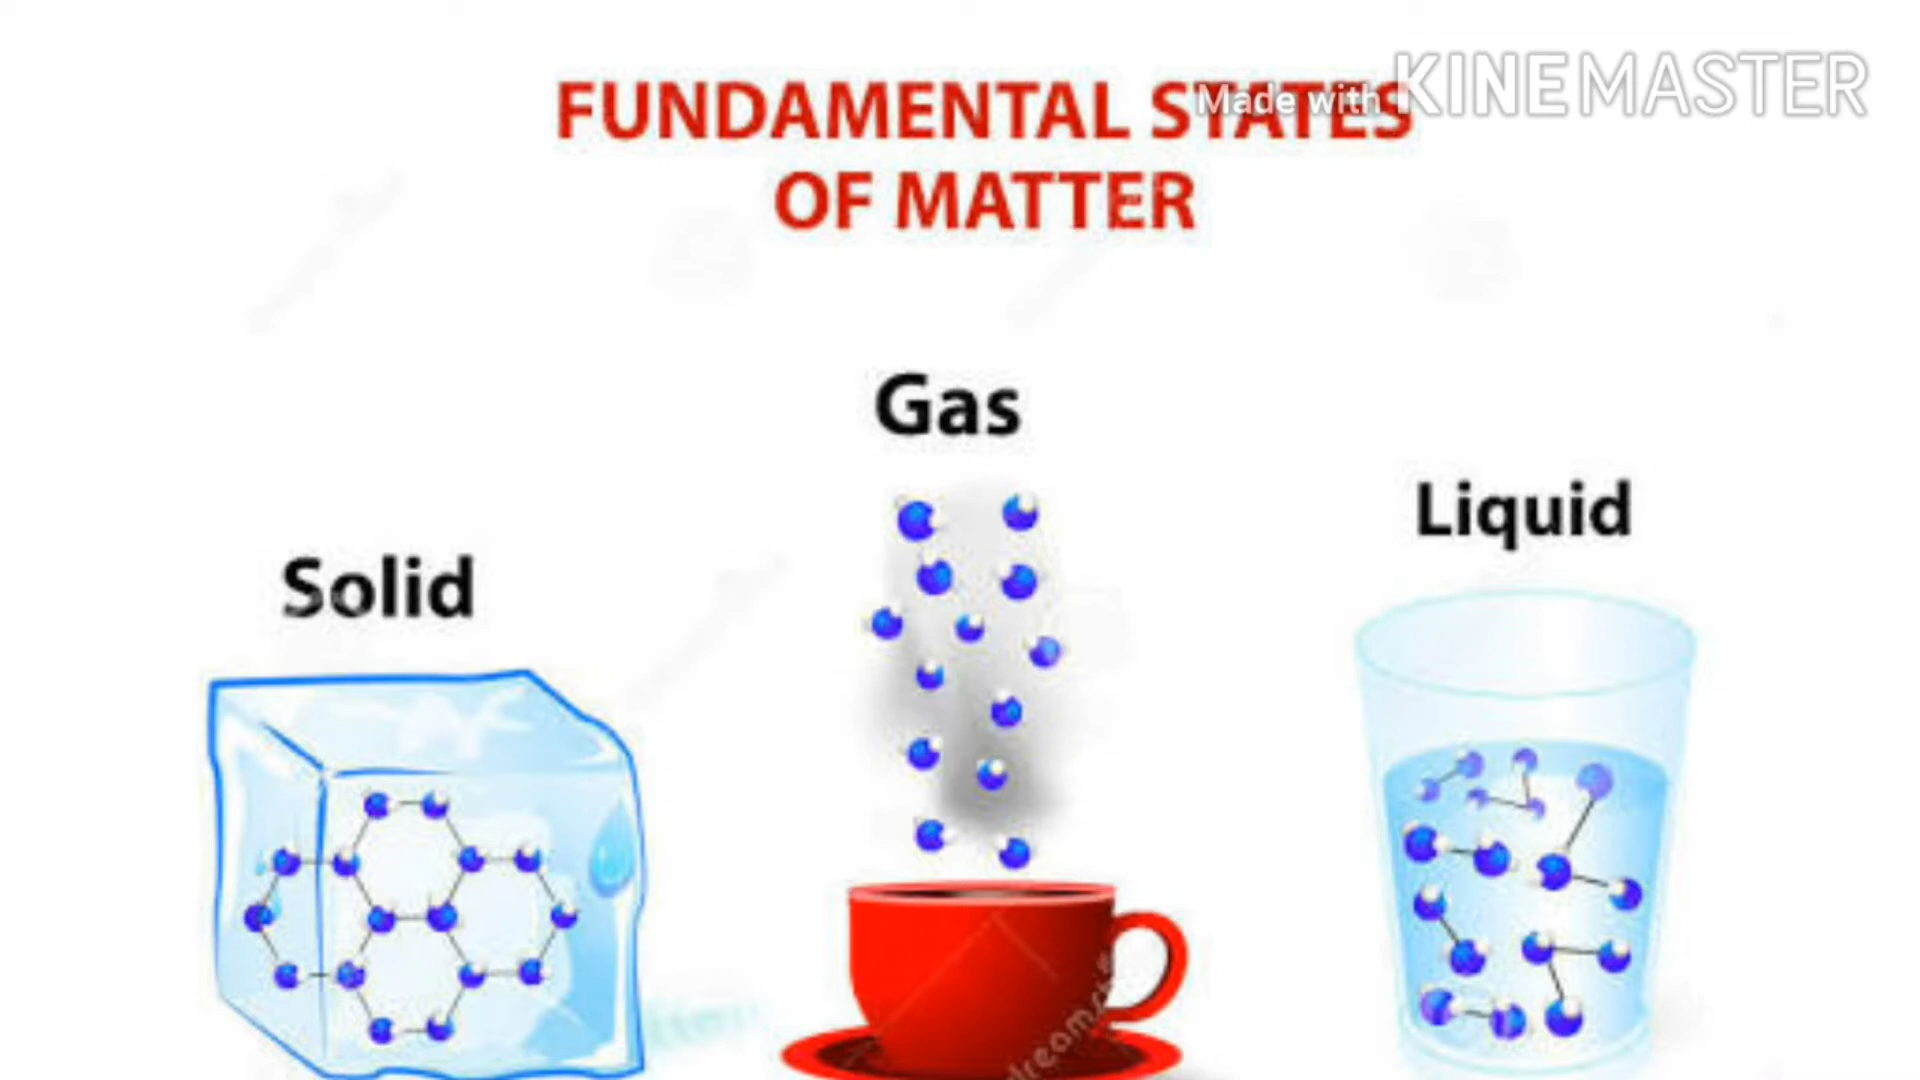 FUNDAMENTAL STATES
OF MATTER
Made with KINEMASTER
Gas
Liquid
Solid